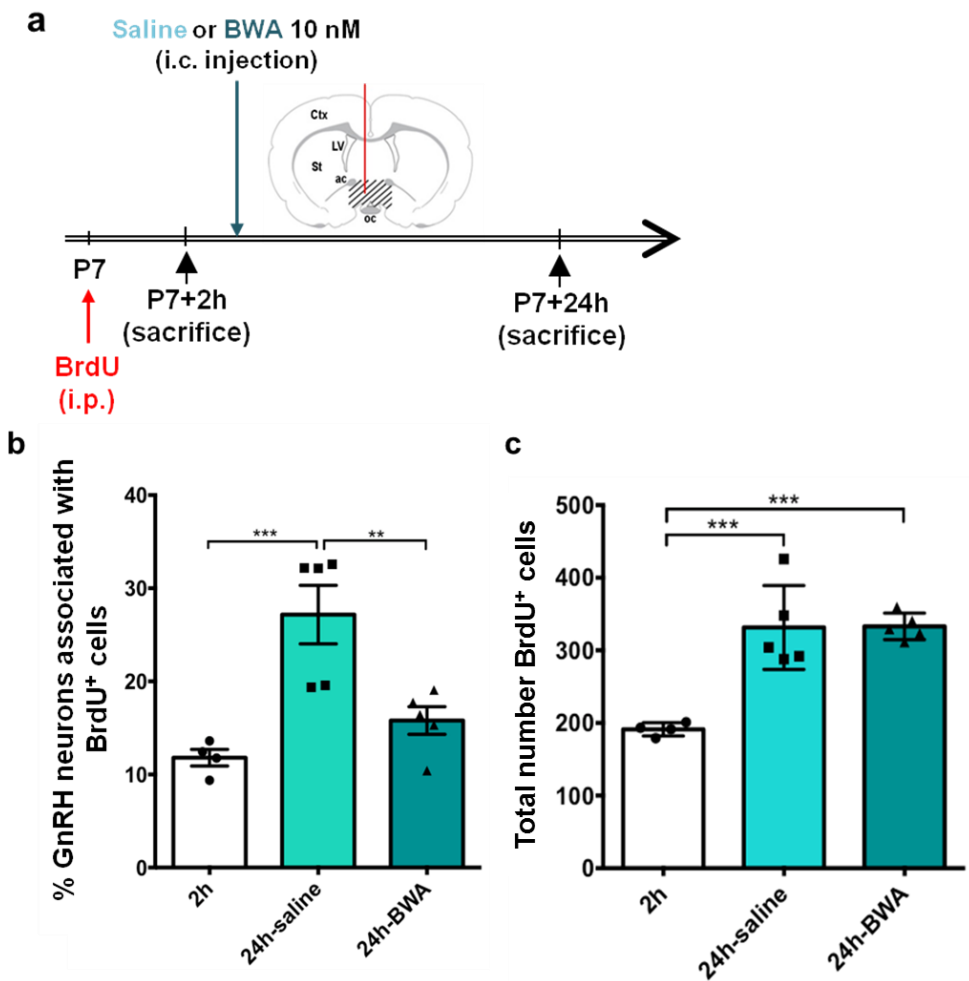 a
Saline or BWA 10 nM
(i.c. injection)
Ctx
LV
St
ac
oc
P7
P7+2h
(sacrifice)
P7+24h
(sacrifice)
BrdU
(i.p.)
b
% GnRH neurons associated with
BrdU+ cells
40
30
20
10
0
***
**
2h
24h-saline
24h-BWA
c
Total number BrdU+ cells
500
400
300
200
100
0
***
***
2h
24h-saline
24h-BWA